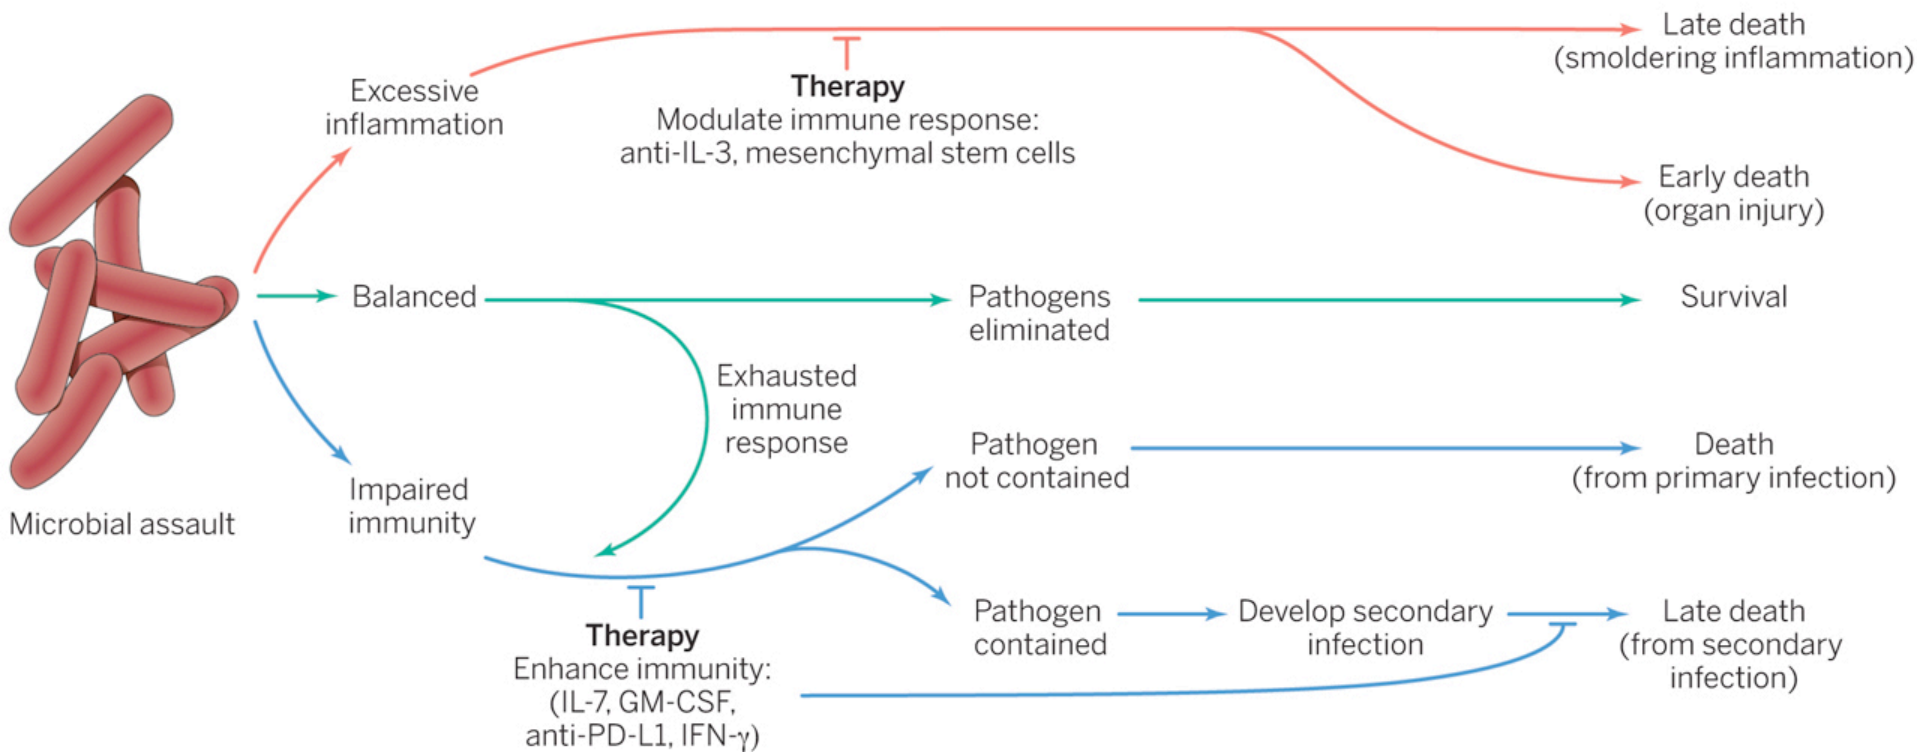 Microbial assault
Excessive
inflammation
Therapy
Modulate immune response:
anti-IL-3, mesenchymal stem cells
Late death
(smoldering inflammation)
Early death
(organ injury)
Balanced
Pathogens
eliminated
Survival
Exhausted
immune
response
Impaired
immunity
Pathogen
not contained
Death
(from primary infection)
Therapy
Enhance immunity:
(IL-7, GM-CSF,
anti-PD-L1, IFN-γ)
Pathogen
contained
Develop secondary
infection
Late death
(from secondary
infection)